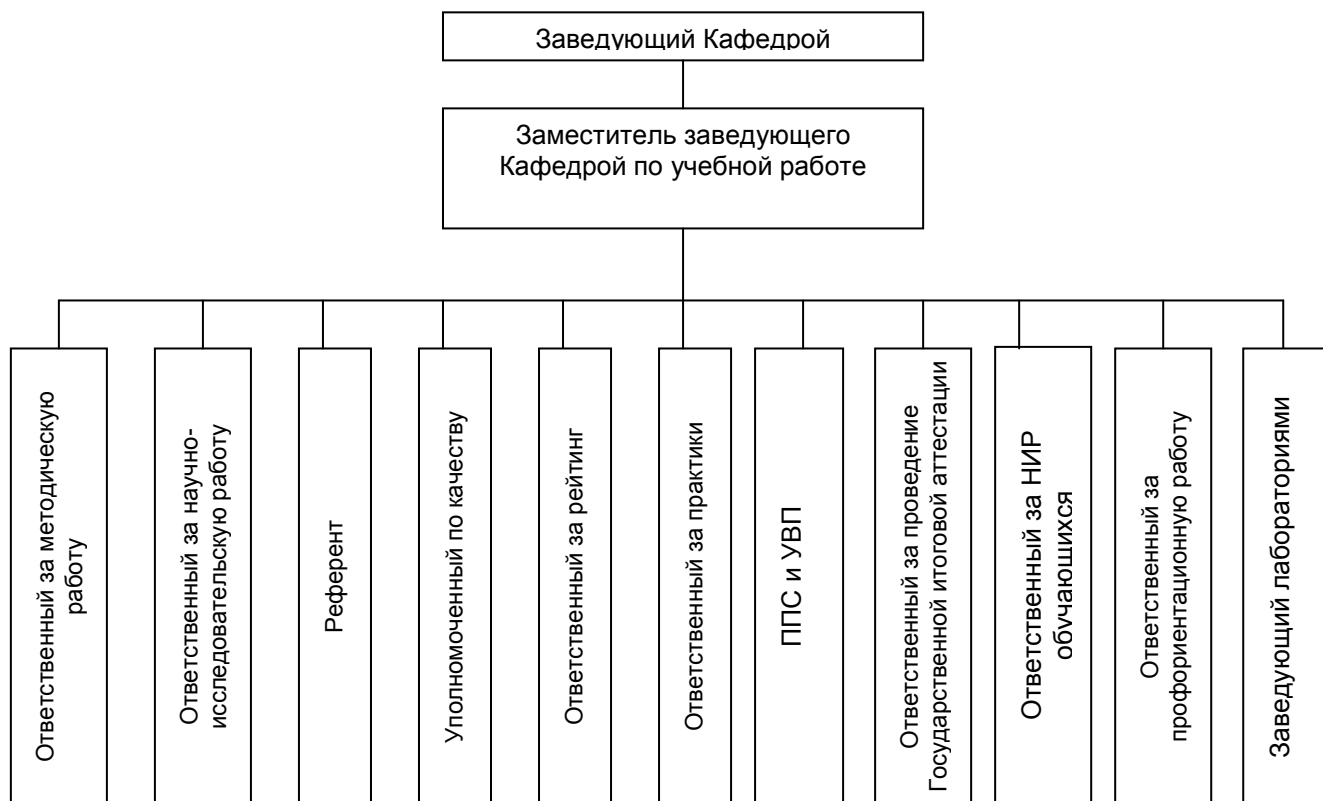 Заведующий Кафедрой
Заместитель заведующего
Кафедрой по учебной работе
Ответственный за методическую
работу
Ответственный за научно-
исследовательскую работу
Референт
Уполномоченный по качеству
Ответственный за рейтинг
Ответственный за практики
ППС и УВП
Ответственный за проведение
Государственной итоговой аттестации
Ответственный за НИР
обучающихся
Ответственный за
профориентационную работу
Заведующий лабораториями